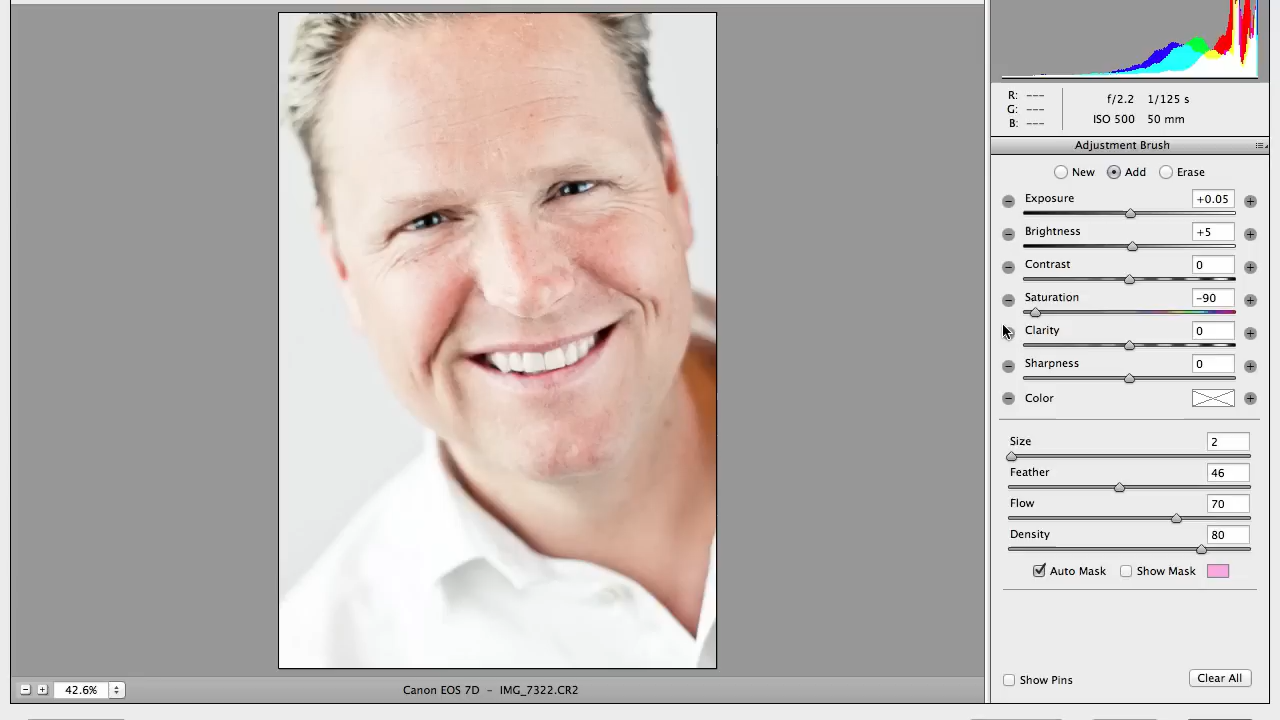 R: ---
G: ---
B: ---
f/2.2 1/125 s
ISO 500 50 mm
Adjustment Brush
New Add Erase
Exposure +0.05
Brightness +5
Contrast 0
Saturation -90
Clarity 0
Sharpness 0
Color
Size 2
Feather 46
Flow 70
Density 80
Auto Mask Show Mask
Show Pins Clear All
42.6% Canon EOS 7D - IMG_7322.CR2